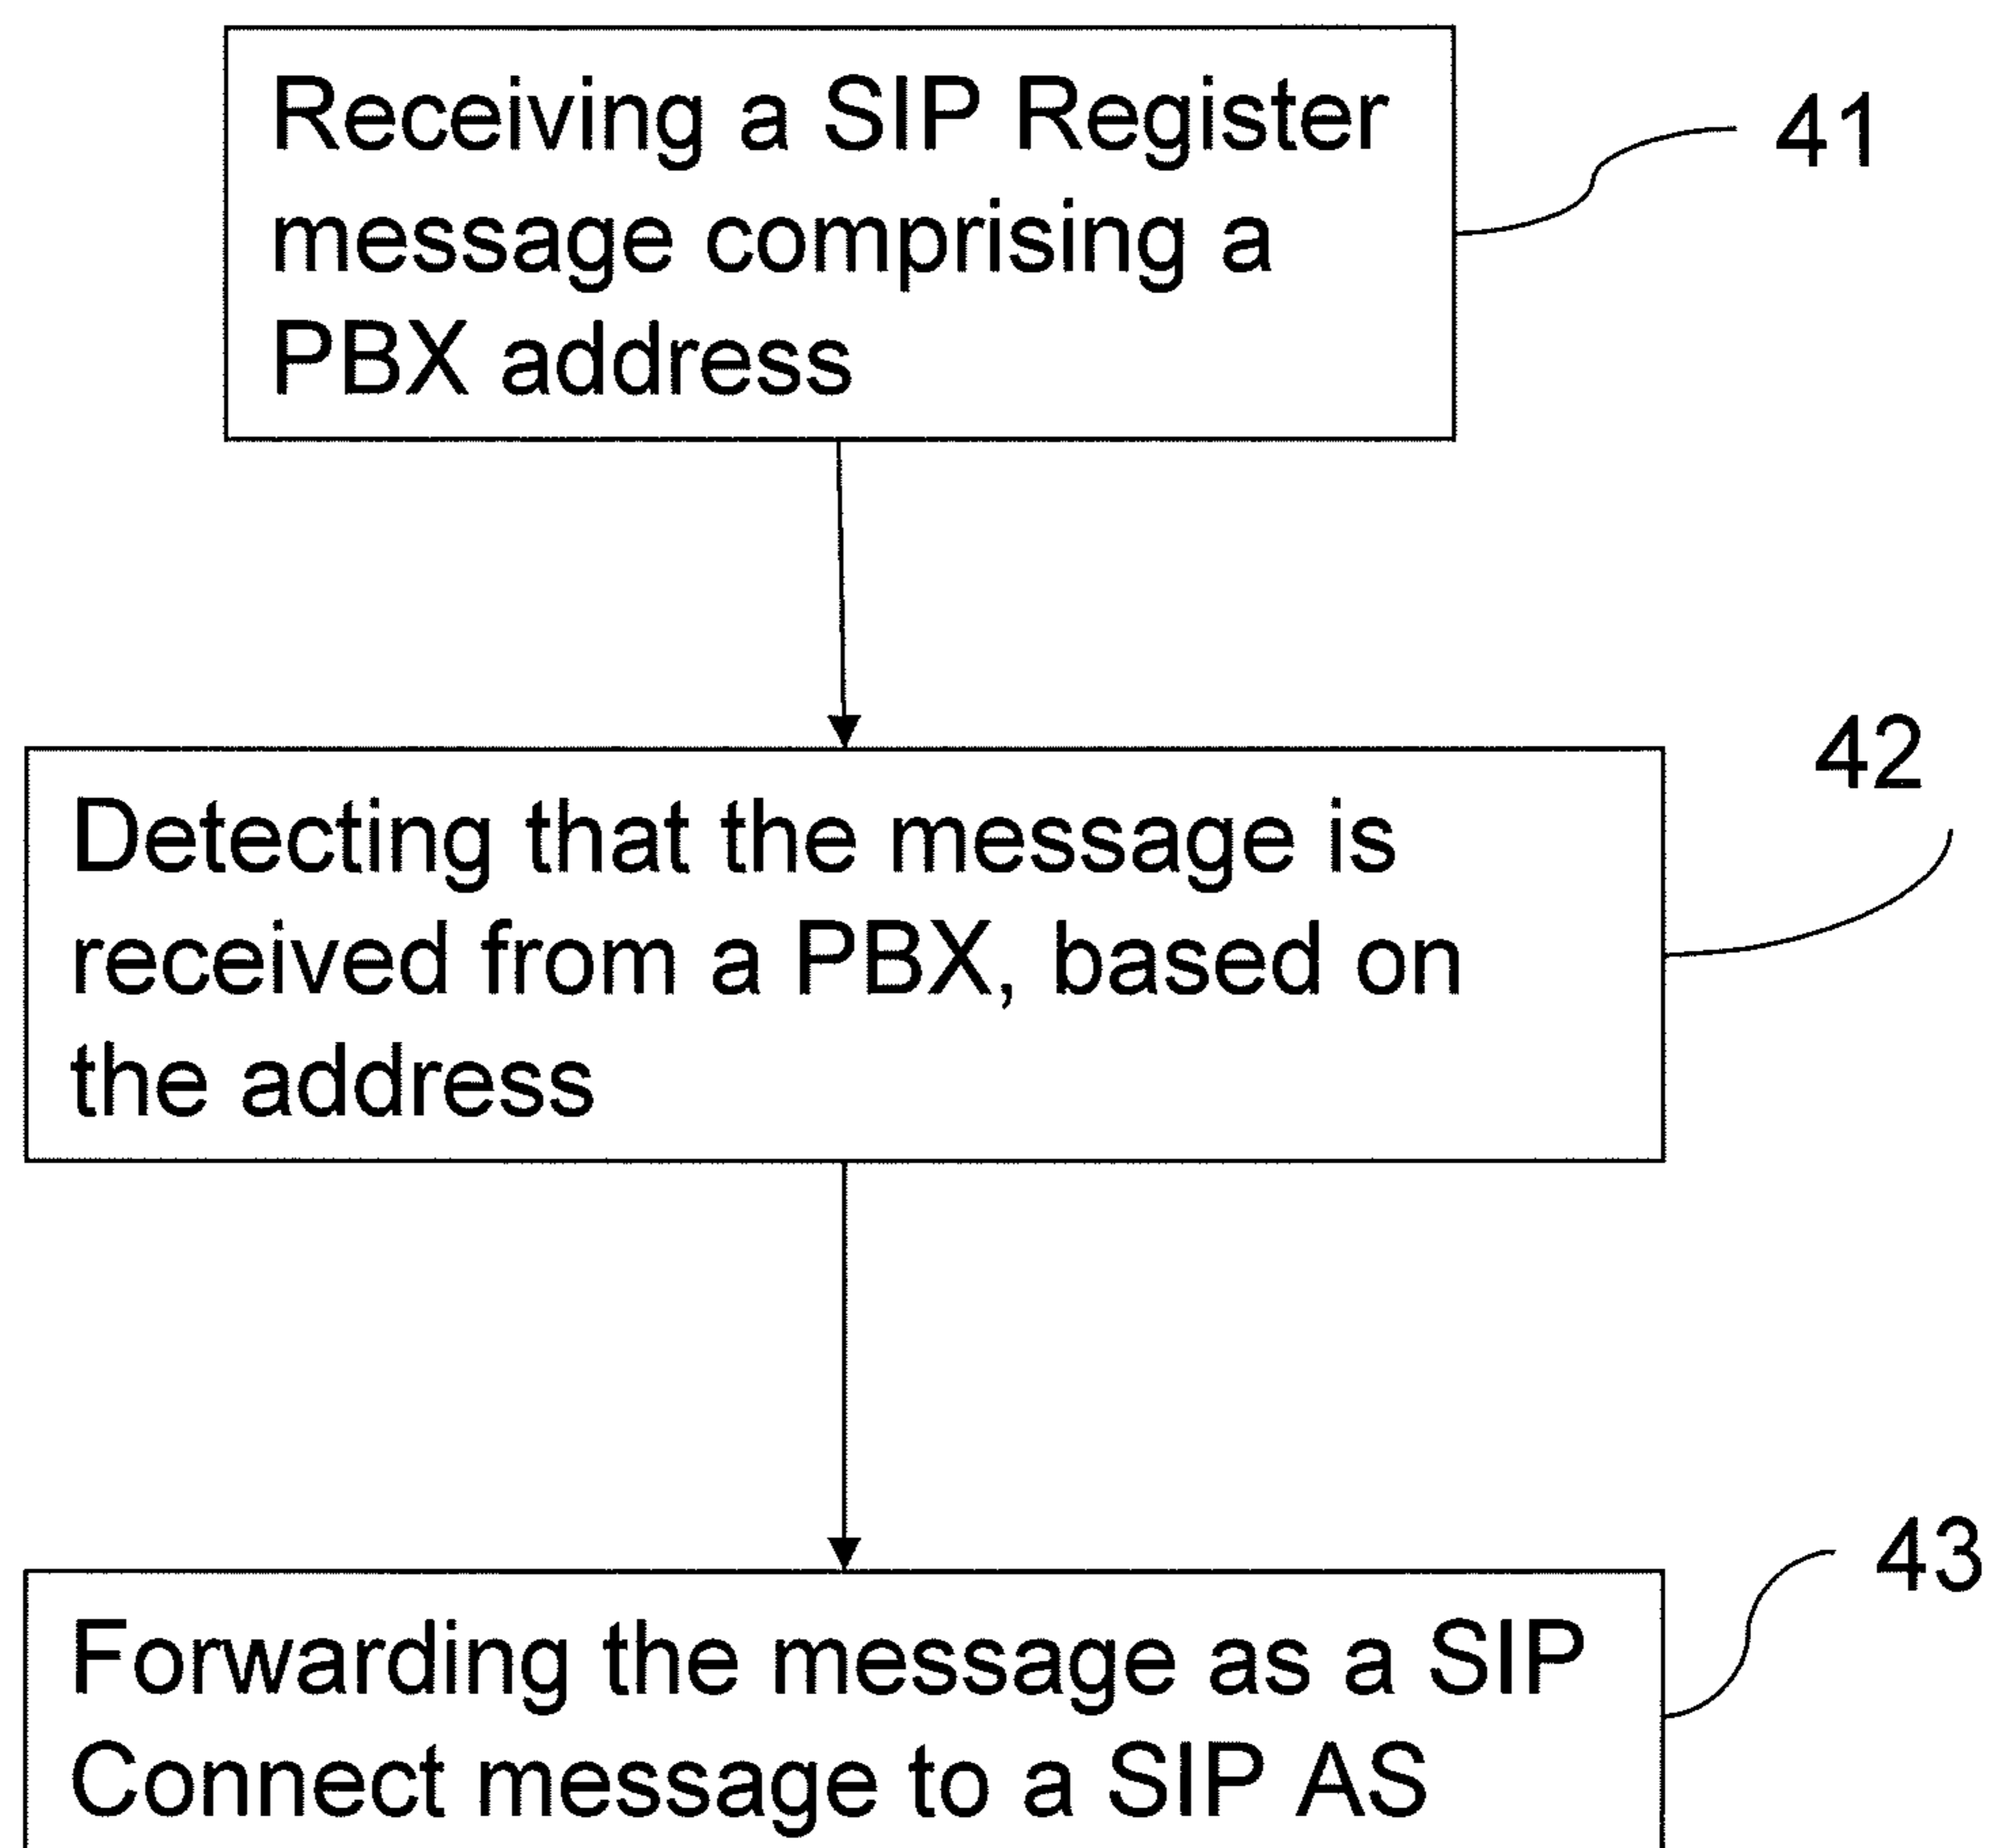 Receiving a SIP Register
message comprising a
PBX address
41
42
Detecting that the message is
received from a PBX, based on
the address
43
Forwarding the message as a SIP
Connect message to a SIP AS